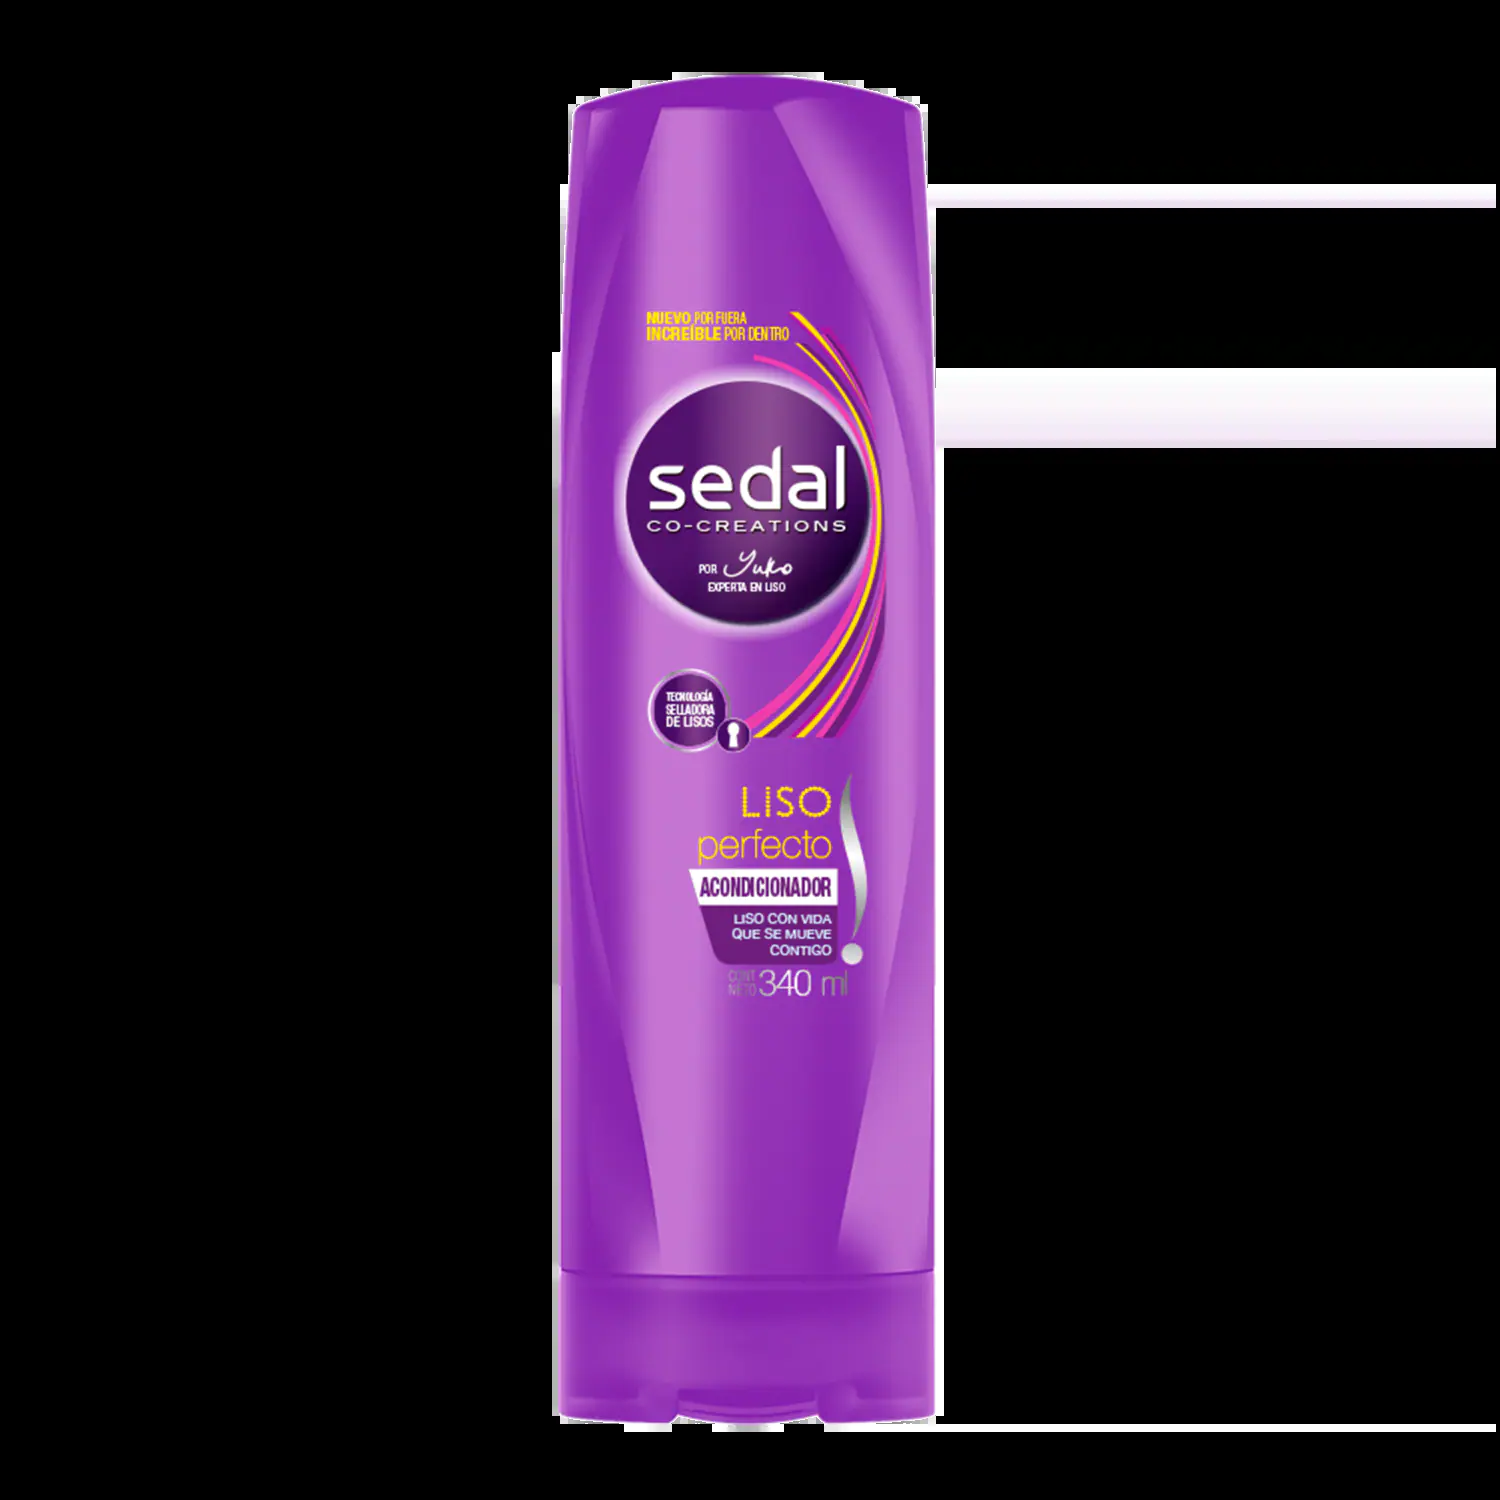 NUEVO POR FUERA
INCREÍBLE POR DENTRO
sedal
CO-CREATIONS
POR Yuko
EXPERTA EN LISO
TECNOLOGÍA
SELLADORA
DE LISOS
LISO
perfecto
ACONDICIONADOR
LISO CON VIDA
QUE SE MUEVE
CONTIGO
CONT
NETO 340 ml